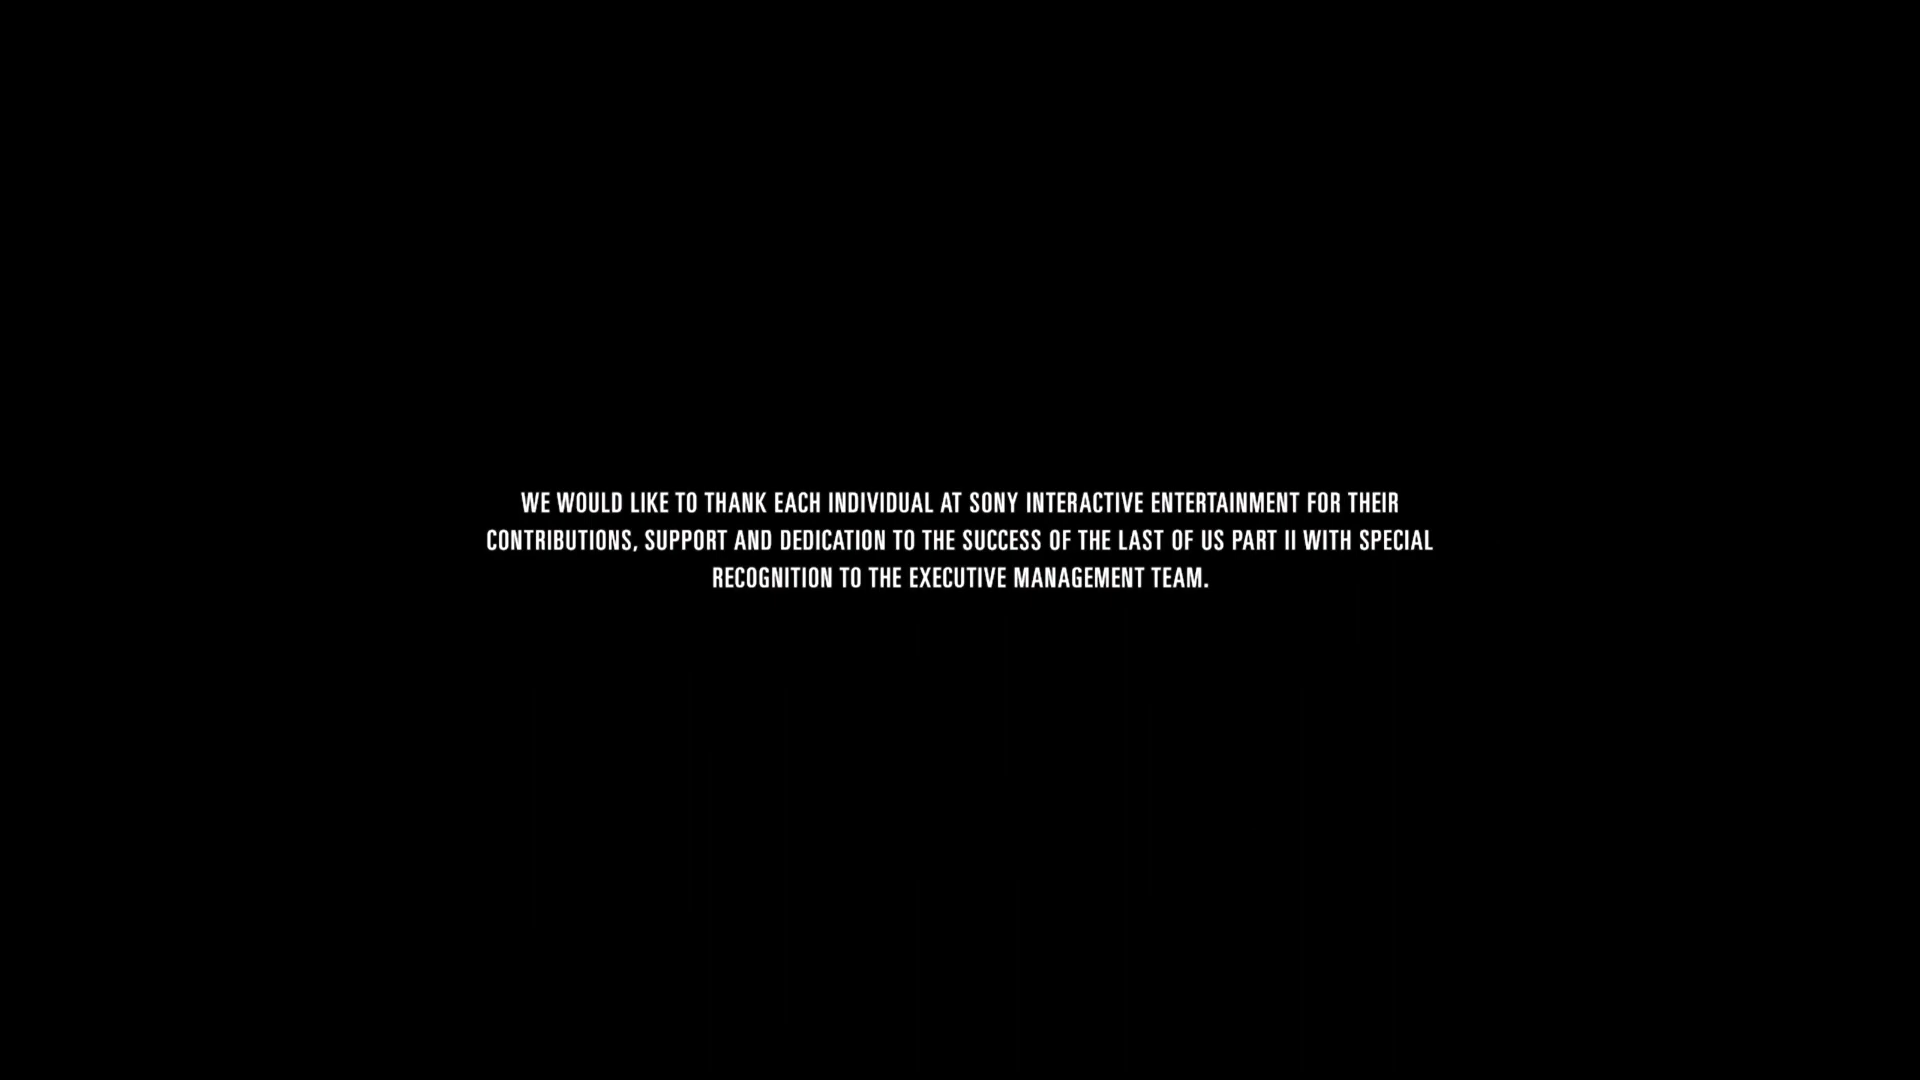 WE WOULD LIKE TO THANK EACH INDIVIDUAL AT SONY INTERACTIVE ENTERTAINMENT FOR THEIR
CONTRIBUTIONS, SUPPORT AND DEDICATION TO THE SUCCESS OF THE LAST OF US PART II WITH SPECIAL
RECOGNITION TO THE EXECUTIVE MANAGEMENT TEAM.